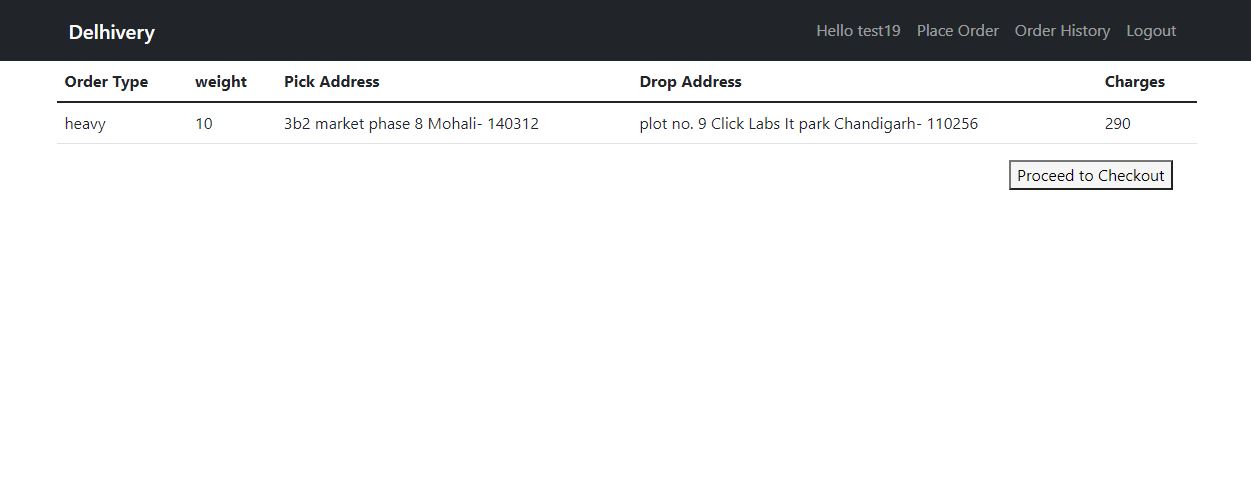 Delhivery Hello test19 Place Order Order History Logout
Order Type weight Pick Address Drop Address Charges
heavy 10 3b2 market phase 8 Mohali- 140312 plot no. 9 Click Labs It park Chandigarh- 110256 290
Proceed to Checkout